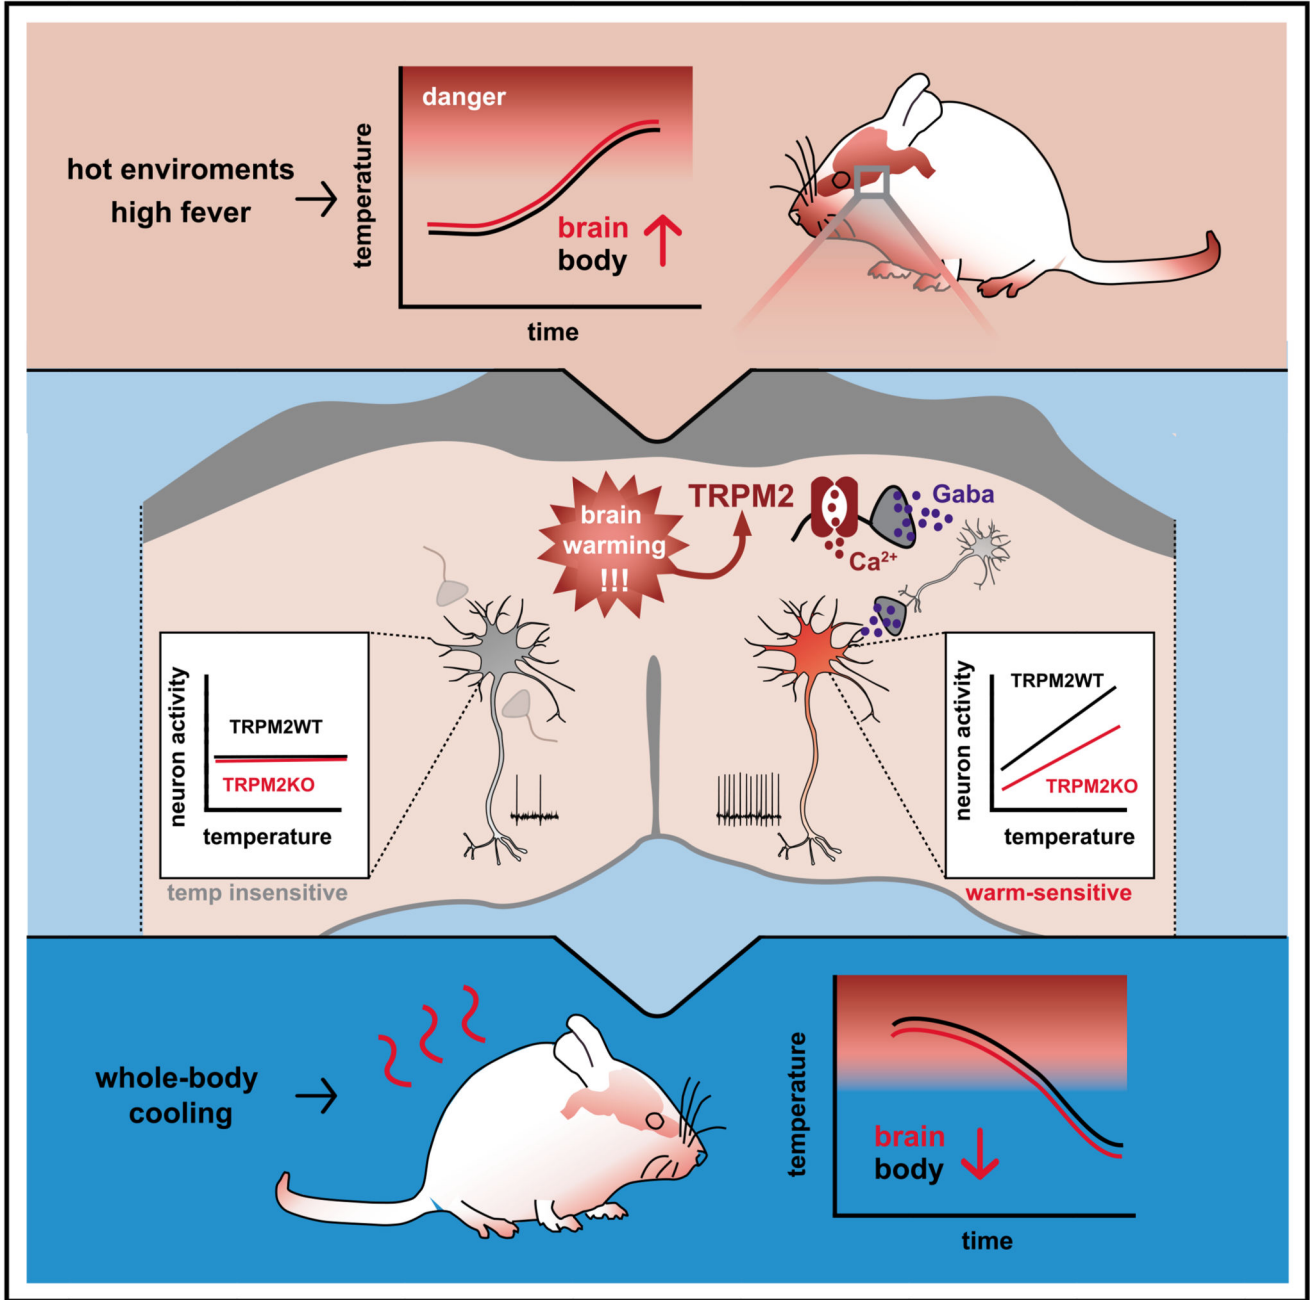 danger
temperature
hot enviroments
high fever
brain
body
time
brain
warming
!!!
TRPM2
Gaba
Ca²⁺
neuron activity
TRPM2WT
TRPM2KO
temperature
temp insensitive
neuron activity
TRPM2WT
TRPM2KO
temperature
warm-sensitive
whole-body
cooling
temperature
brain
body
time